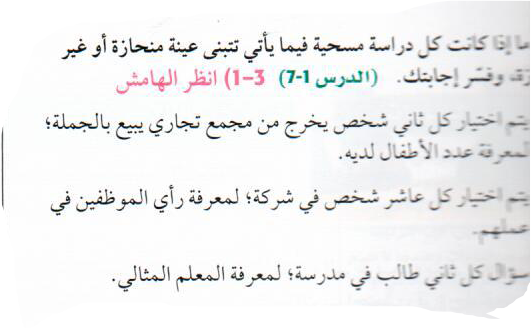 ما إذا كانت كل دراسة مسحية فيما يأتي تتبنى عينة منحازة أو غير
وفسّر إجابتك. (الدرس 1-7) 3–1) انظر الهامش
يتم اختيار كل ثاني شخص يخرج من مجمع تجاري يبيع بالجملة؛
لمعرفة عدد الأطفال لديه.
يتم اختيار كل عاشر شخص في شركة؛ لمعرفة رأي الموظفين في
عملهم.
سؤال كل ثاني طالب في مدرسة؛ لمعرفة المعلم المثالي.